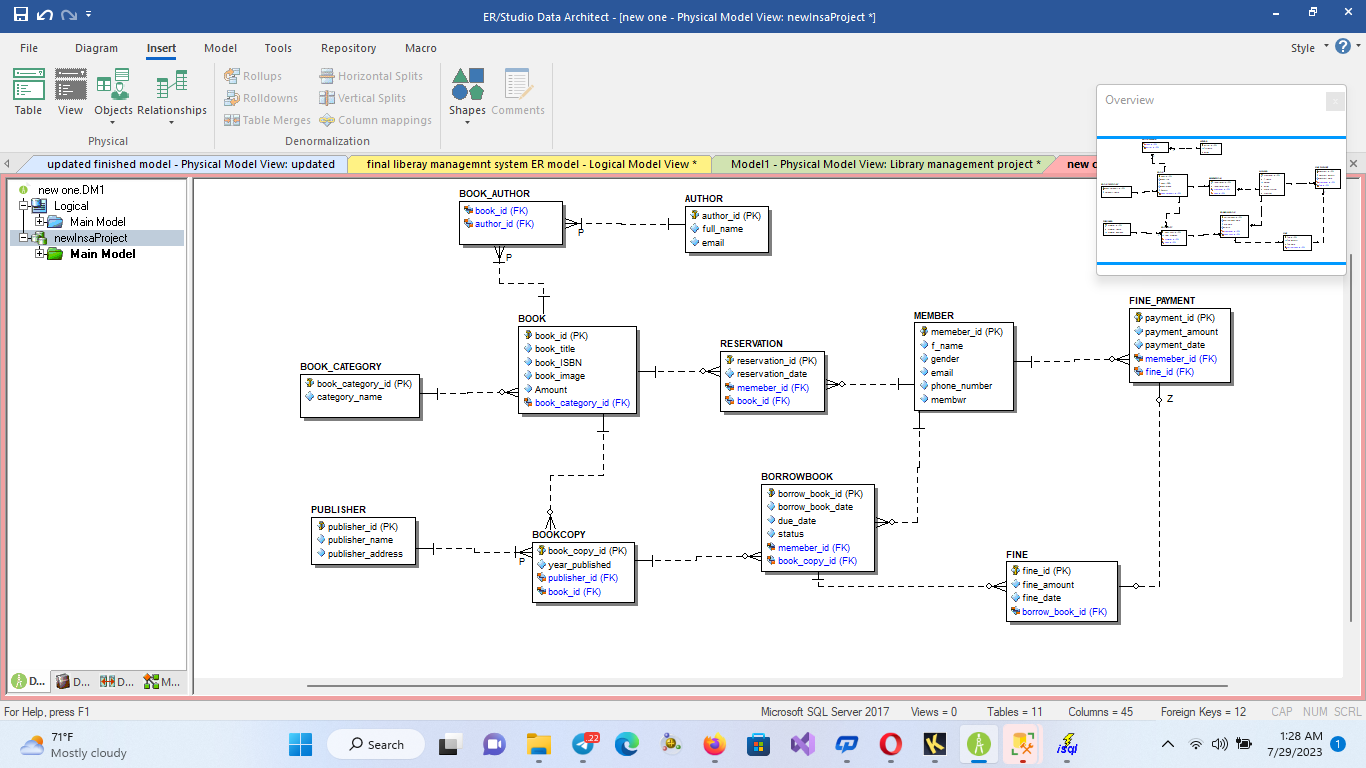 ER/Studio Data Architect - [new one - Physical Model View: newInsaProject *]
File Diagram Insert Model Tools Repository Macro Style
Table View Objects Relationships
Physical
Rollups Horizontal Splits
Rolldowns Vertical Splits
Table Merges Column mappings
Denormalization
Shapes Comments
Overview
updated finished model - Physical Model View: updated
final liberay managemnt system ER model - Logical Model View *
Model1 - Physical Model View: Library management project *
new o
new one.DM1
Logical
Main Model
newInsaProject
Main Model
D... D... D... M...
BOOK_AUTHOR
book_id (FK)
author_id (FK)
P
P
AUTHOR
author_id (PK)
full_name
email
BOOK
book_id (PK)
book_title
book_ISBN
book_image
Amount
book_category_id (FK)
BOOK_CATEGORY
book_category_id (PK)
category_name
RESERVATION
reservation_id (PK)
reservation_date
memeber_id (FK)
book_id (FK)
MEMBER
memeber_id (PK)
f_name
gender
email
phone_number
membwr
FINE_PAYMENT
payment_id (PK)
payment_amount
payment_date
memeber_id (FK)
fine_id (FK)
Z
PUBLISHER
publisher_id (PK)
publisher_name
publisher_address
P
BOOKCOPY
book_copy_id (PK)
year_published
publisher_id (FK)
book_id (FK)
BORROWBOOK
borrow_book_id (PK)
borrow_book_date
due_date
status
memeber_id (FK)
book_copy_id (FK)
FINE
fine_id (PK)
fine_amount
fine_date
borrow_book_id (FK)
For Help, press F1
Microsoft SQL Server 2017 Views = 0 Tables = 11 Columns = 45 Foreign Keys = 12 CAP NUM SCRL
71°F
Mostly cloudy
Search
22
iSql
1:28 AM
7/29/2023
1